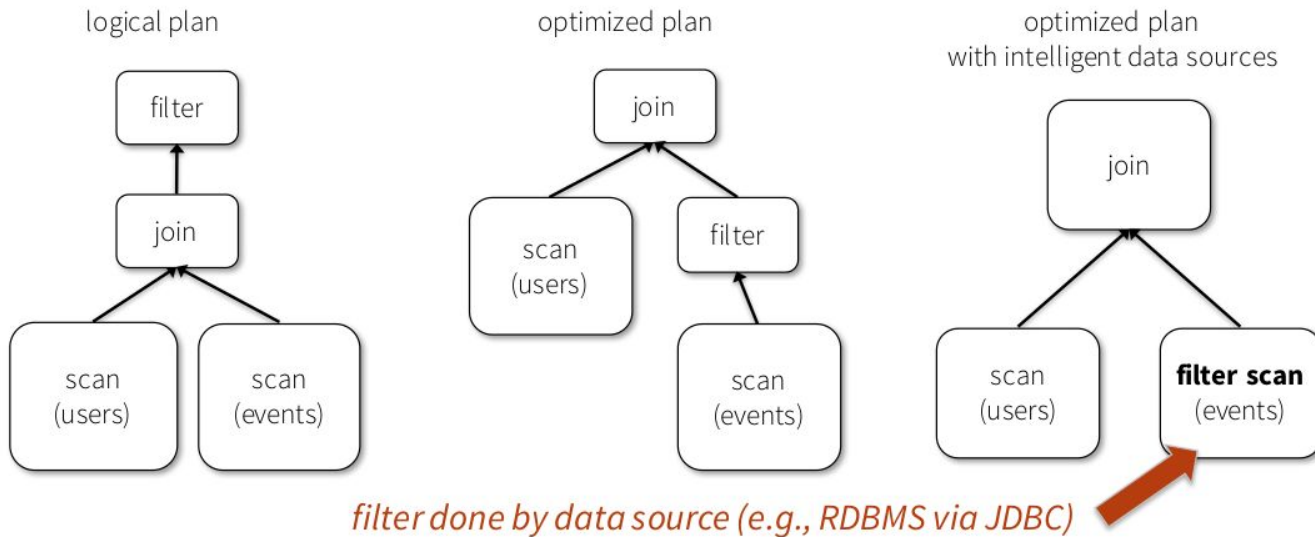 logical plan
filter
join
scan
(users)
scan
(events)
optimized plan
join
scan
(users)
filter
scan
(events)
optimized plan
with intelligent data sources
join
scan
(users)
filter scan
(events)
filter done by data source (e.g., RDBMS via JDBC)